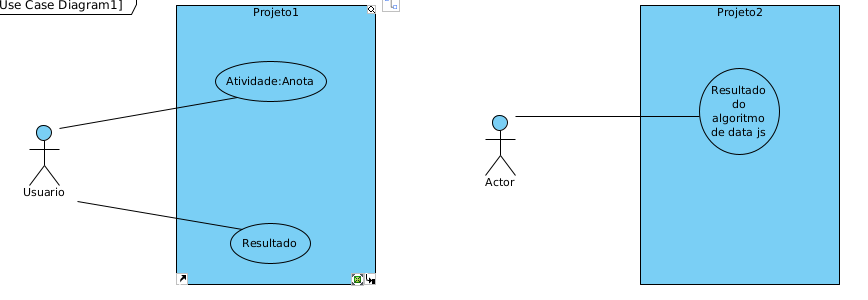 Use Case Diagram1]
Projeto1
Atividade:Anota
Usuario
Resultado
Projeto2
Resultado
do
algoritmo
de data js
Actor